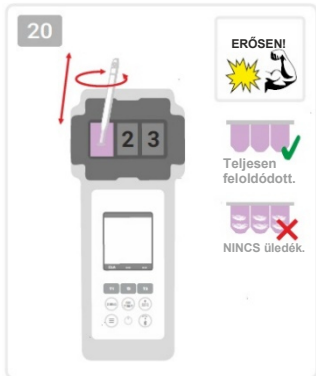 20
ERŐSEN!
2 3
Teljesen
feloldódott.
NINCS üledék.